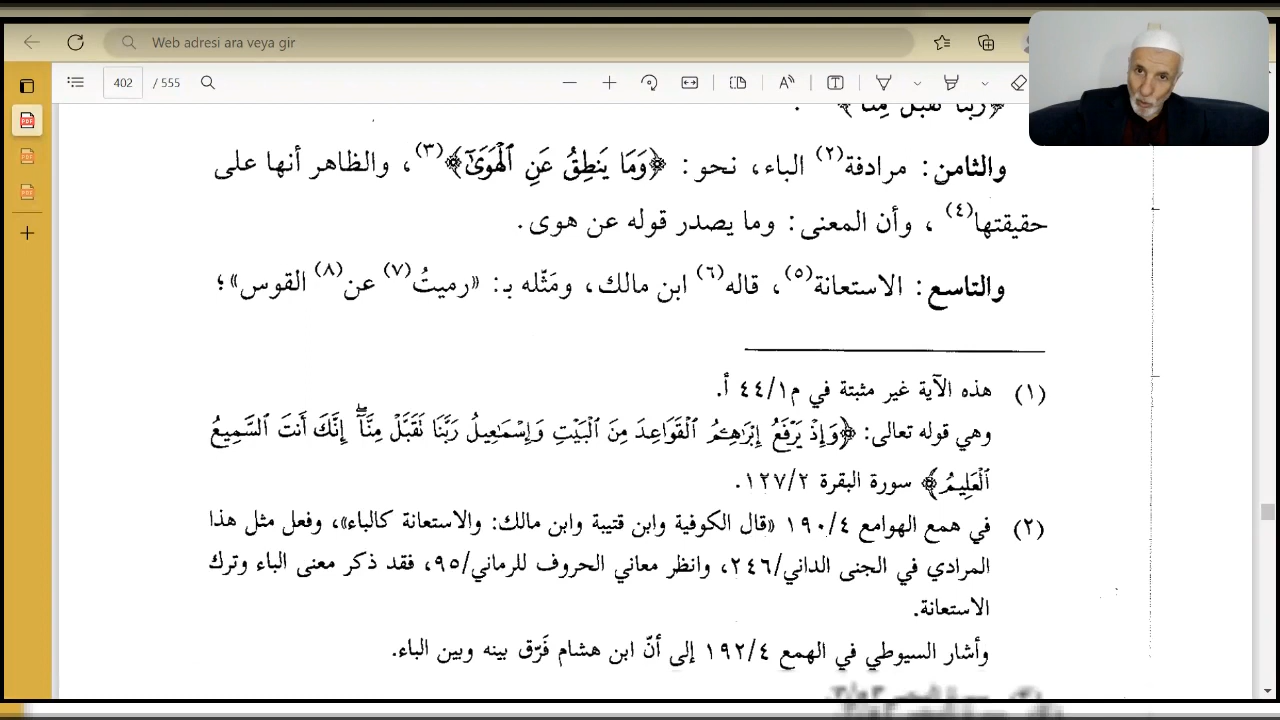 Web adresi ara veya gir
402 / 555
﴿رَبَّنَا تَقَبَّلْ مِنَّا﴾ .
والثامن: مرادفة(٢) الباء، نحو: ﴿وَمَا يَنطِقُ عَنِ ٱلْهَوَىٰٓ﴾(٣)، والظاهر أنها على
حقيقتها(٤) ، وأن المعنى: وما يصدر قوله عن هوى.
والتاسع: الاستعانة(٥)، قاله(٦) ابن مالك، ومَثّله بـ: «رميتُ(٧) عن(٨) القوس»؛
(١) هذه الآية غير مثبتة في م٤٤/١ أ.
وهي قوله تعالى: ﴿وَإِذْ يَرْفَعُ إِبْرَٰهِـۧمُ ٱلْقَوَاعِدَ مِنَ ٱلْبَيْتِ وَإِسْمَٰعِيلُ رَبَّنَا تَقَبَّلْ مِنَّآ ۖ إِنَّكَ أَنتَ ٱلسَّمِيعُ
ٱلْعَلِيمُ﴾ سورة البقرة ١٢٧/٢.
(٢) في همع الهوامع ١٩٠/٤ «قال الكوفية وابن قتيبة وابن مالك: والاستعانة كالباء»، وفعل مثل هذا
المرادي في الجنى الداني/٢٤٦، وانظر معاني الحروف للرماني/٩٥، فقد ذكر معنى الباء وترك
الاستعانة.
وأشار السيوطي في الهمع ١٩٢/٤ إلى أنّ ابن هشام فَرّق بينه وبين الباء.